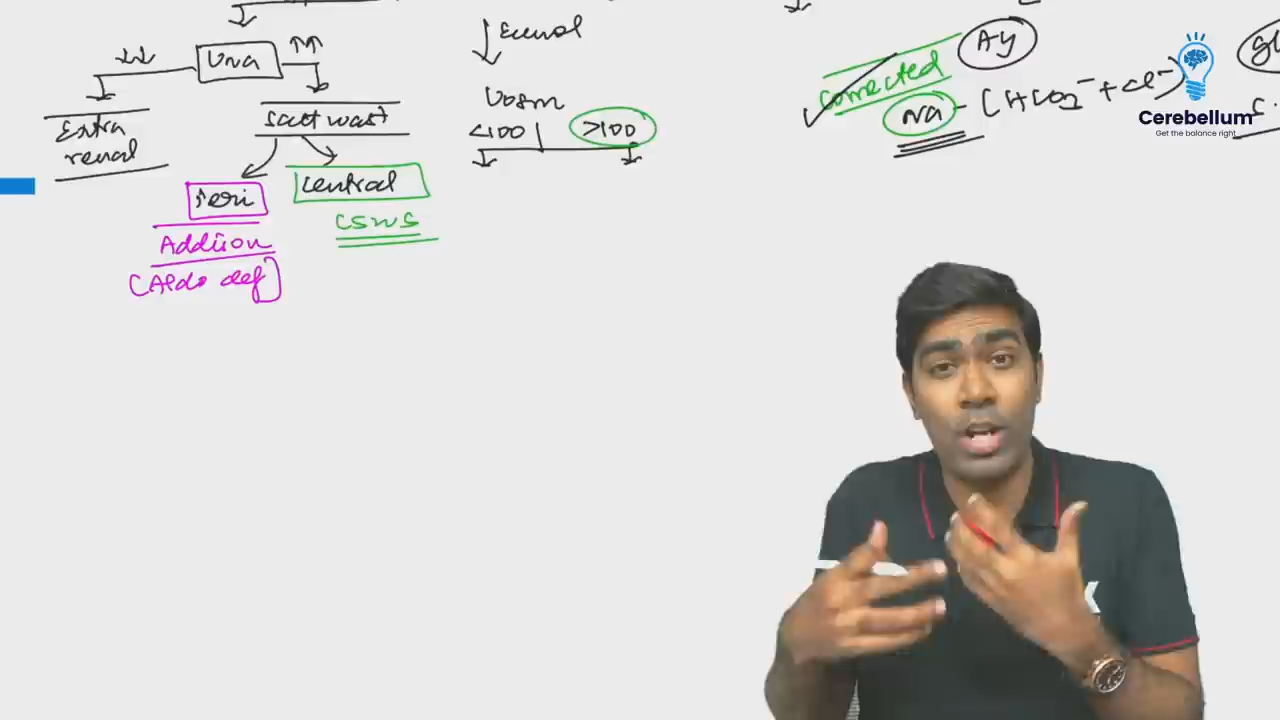 ↓↓ Una ↑↑
Extra
renal
Salt wast
Peri
Central
Addison
CSWS
(Aldo def)
↓ Euvol
Uosm
<100 | >100
corrected
AG
Na - (HCO3⁻ + Cl⁻)
Cerebellum
Get the balance right